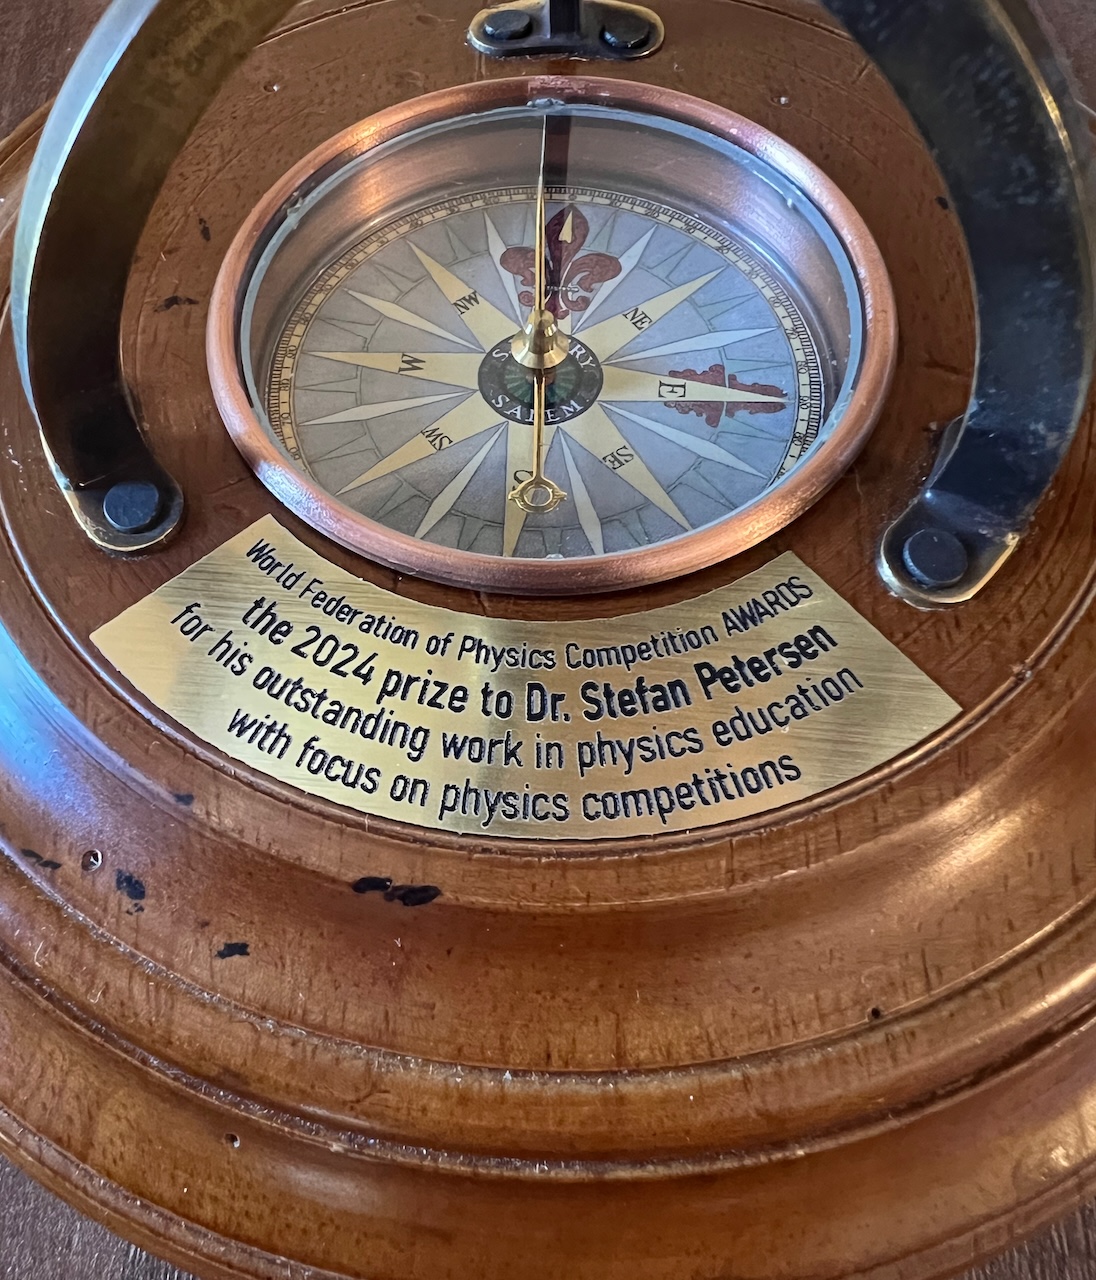 NW
NE
W
E
SW
SE
SALEM
World Federation of Physics Competition AWARDS
the 2024 prize to Dr. Stefan Petersen
for his outstanding work in physics education
with focus on physics competitions